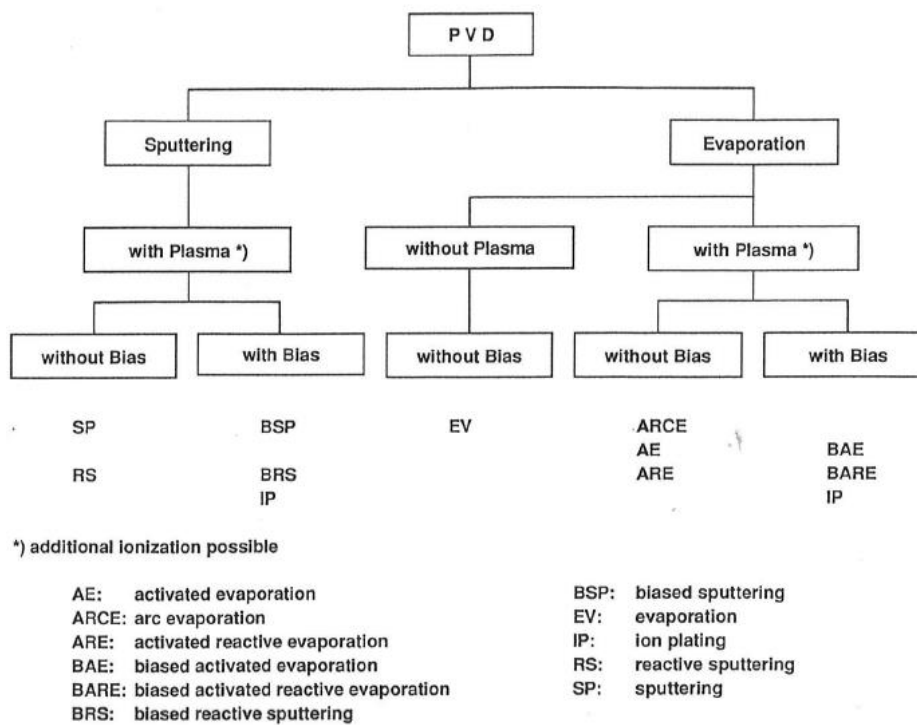 P V D
Sputtering Evaporation
with Plasma *) without Plasma with Plasma *)
without Bias with Bias without Bias without Bias with Bias
SP BSP EV ARCE
AE BAE
RS BRS ARE BARE
IP IP
*) additional ionization possible
AE: activated evaporation BSP: biased sputtering
ARCE: arc evaporation EV: evaporation
ARE: activated reactive evaporation IP: ion plating
BAE: biased activated evaporation RS: reactive sputtering
BARE: biased activated reactive evaporation SP: sputtering
BRS: biased reactive sputtering